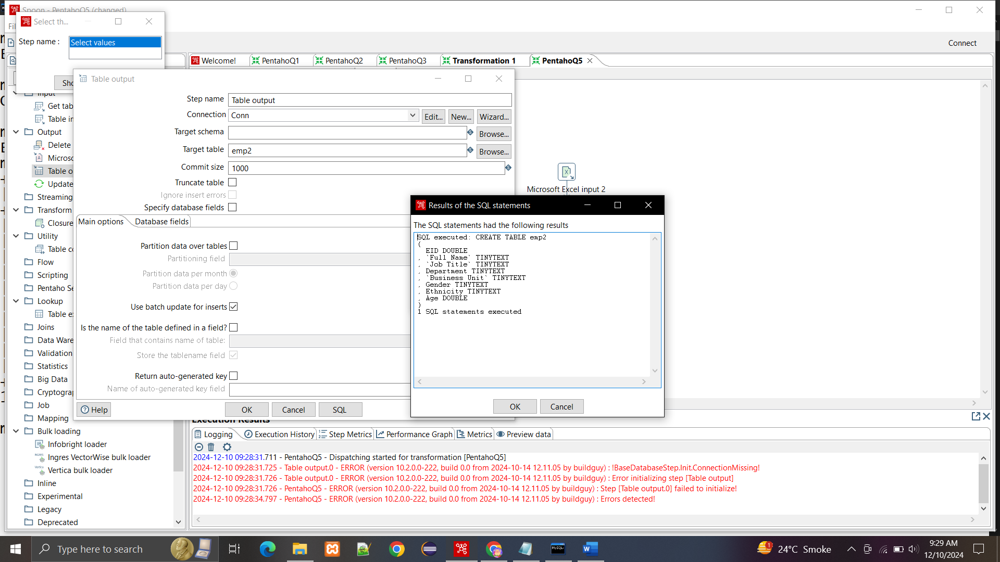 Spoon - PentahoQ5 (changed)
Select th...
Step name :
Select values
Connect
Welcome!
PentahoQ1
PentahoQ2
PentahoQ3
Transformation 1
PentahoQ5
Table output
Step name
Table output
Connection
Conn
Edit...
New...
Wizard...
Target schema
Browse...
Target table
emp2
Browse...
Commit size
1000
Truncate table
Ignore insert errors
Specify database fields
Main options
Database fields
Partition data over tables
Partitioning field
Partition data per month
Partition data per day
Use batch update for inserts
Is the name of the table defined in a field?
Field that contains name of table:
Store the tablename field
Return auto-generated key
Name of auto-generated key field
Help
OK
Cancel
SQL
Input
Get tab
Table in
Output
Delete
Microso
Table o
Update
Streaming
Transform
Closure
Utility
Table co
Flow
Scripting
Pentaho Se
Lookup
Table ex
Joins
Data Ware
Validation
Statistics
Big Data
Cryptograp
Job
Mapping
Bulk loading
Infobright loader
Ingres VectorWise bulk loader
Vertica bulk loader
Inline
Experimental
Legacy
Deprecated
Microsoft Excel input 2
Results of the SQL statements
The SQL statements had the following results
SQL executed: CREATE TABLE emp2
(
EID DOUBLE
, `Full Name` TINYTEXT
, `Job Title` TINYTEXT
, Department TINYTEXT
, `Business Unit` TINYTEXT
, Gender TINYTEXT
, Ethnicity TINYTEXT
, Age DOUBLE
)
1 SQL statements executed
OK
Cancel
Execution Results
Logging
Execution History
Step Metrics
Performance Graph
Metrics
Preview data
2024-12-10 09:28:31.711 - PentahoQ5 - Dispatching started for transformation [PentahoQ5]
2024-12-10 09:28:31.725 - Table output.0 - ERROR (version 10.2.0.0-222, build 0.0 from 2024-10-14 12.11.05 by buildguy) : !BaseDatabaseStep.Init.ConnectionMissing!
2024-12-10 09:28:31.726 - Table output.0 - ERROR (version 10.2.0.0-222, build 0.0 from 2024-10-14 12.11.05 by buildguy) : Error initializing step [Table output]
2024-12-10 09:28:31.726 - PentahoQ5 - ERROR (version 10.2.0.0-222, build 0.0 from 2024-10-14 12.11.05 by buildguy) : Step [Table output.0] failed to initialize!
2024-12-10 09:28:34.797 - PentahoQ5 - ERROR (version 10.2.0.0-222, build 0.0 from 2024-10-14 12.11.05 by buildguy) : Errors detected!
Type here to search
24°C Smoke
9:29 AM
12/10/2024